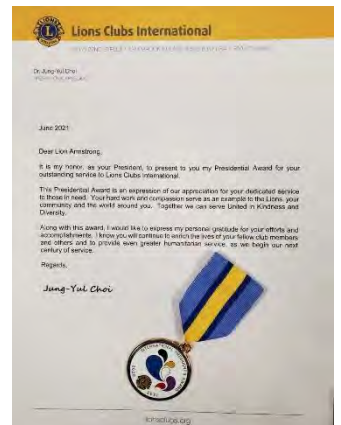 Lions Clubs International
Dr. Jung-Yul Choi
June 2021
Dear Lion Armstrong,
It is my honor, as your President, to present to you my Presidential Award for your
outstanding service to Lions Clubs International.
This Presidential Award is an expression of our appreciation for your dedicated service
to those in need. Your hard work and compassion serve as an example to the Lions, your
community and the world around you. Together we can serve United in Kindness and
Diversity.
Along with this award, I would like to express my personal gratitude for your efforts and
accomplishments. I know you will continue to enrich the lives of your fellow club members
and others and to provide even greater humanitarian service, as we begin our next
century of service.
Regards,
Jung-Yul Choi
lionsclubs.org